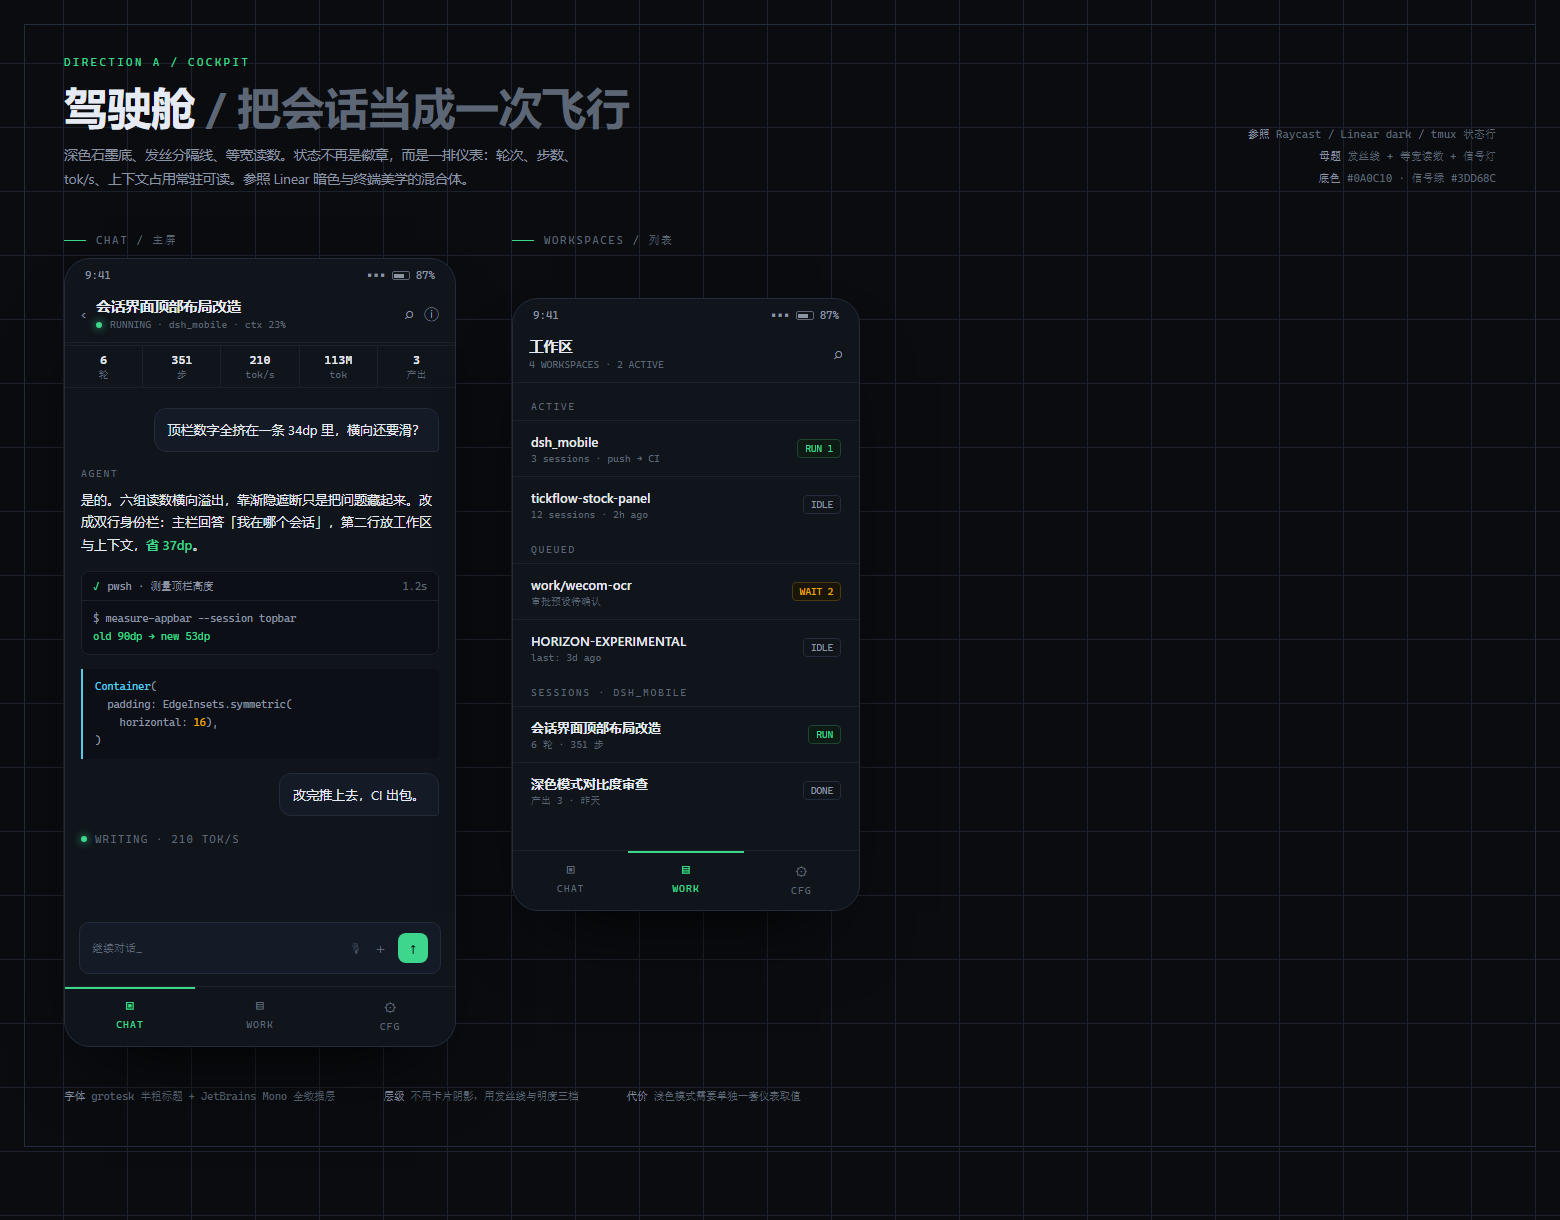 DIRECTION A / COCKPIT
驾驶舱 / 把会话当成一次飞行
深色石墨底、发丝分隔线、等宽读数。状态不再是徽章，而是一排仪表：轮次、步数、
tok/s、上下文占用常驻可读。参照 Linear 暗色与终端美学的混合体。
参照 Raycast / Linear dark / tmux 状态行
母题 发丝线 + 等宽读数 + 信号灯
底色 #0A0C10 · 信号绿 #3DD68C
CHAT / 主屏
9:41
87%
会话界面顶部布局改造
RUNNING · dsh_mobile · ctx 23%
6 351 210 113M 3
轮 步 tok/s tok 产出
顶栏数字全挤在一条 34dp 里，横向还要滑？
AGENT
是的。六组读数横向溢出，靠渐隐遮断只是把问题藏起来。改
成双行身份栏：主栏回答「我在哪个会话」，第二行放工作区
与上下文，省 37dp。
✓ pwsh · 测量顶栏高度 1.2s
$ measure-appbar --session topbar
old 90dp → new 53dp
Container(
padding: EdgeInsets.symmetric(
horizontal: 16),
)
改完推上去，CI 出包。
WRITING · 210 TOK/S
继续对话_
CHAT WORK CFG
WORKSPACES / 列表
9:41
87%
工作区
4 WORKSPACES · 2 ACTIVE
ACTIVE
dsh_mobile
3 sessions · push → CI
RUN 1
tickflow-stock-panel
12 sessions · 2h ago
IDLE
QUEUED
work/wecom-ocr
审批预设待确认
WAIT 2
HORIZON-EXPERIMENTAL
last: 3d ago
IDLE
SESSIONS · DSH_MOBILE
会话界面顶部布局改造
6 轮 · 351 步
RUN
深色模式对比度审查
产出 3 · 昨天
DONE
CHAT WORK CFG
字体 grotesk 半粗标题 + JetBrains Mono 全数据层
层级 不用卡片阴影，用发丝线与明度三档
代价 浅色模式需要单独一套仪表取值